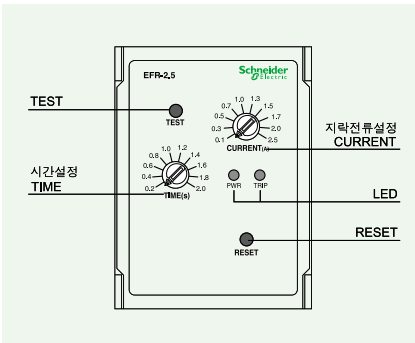 EFR-2.5
Schneider
Electric
TEST
TEST
0.1
0.3
0.5
0.7
1.0
1.3
1.5
1.7
2.0
2.5
CURRENT(A)
지락전류설정
CURRENT
시간설정
TIME
0.2
0.4
0.6
0.8
1.0
1.2
1.4
1.6
1.8
2.0
TIME(s)
PWR
TRIP
LED
RESET
RESET